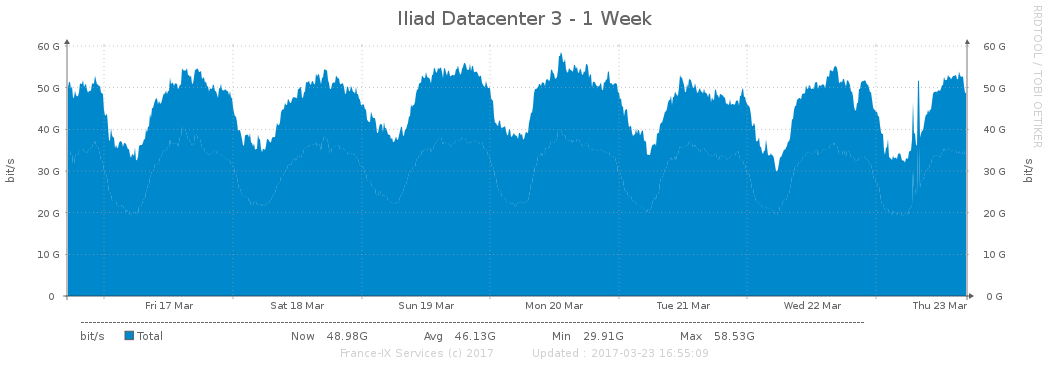 Iliad Datacenter 3 - 1 Week
RRDTOOL / TOBI OETIKER
60 G 60 G
50 G 50 G
40 G 40 G
30 G 30 G
20 G 20 G
10 G 10 G
0 0 G
bit/s bit/s
Fri 17 Mar Sat 18 Mar Sun 19 Mar Mon 20 Mar Tue 21 Mar Wed 22 Mar Thu 23 Mar
bit/s Total Now 48.98G Avg 46.13G Min 29.91G Max 58.53G
France-IX Services (c) 2017 Updated : 2017-03-23 16:55:09